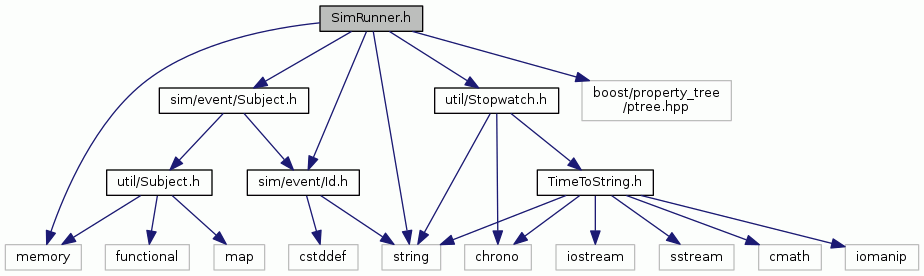 SimRunner.h
sim/event/Subject.h
util/Stopwatch.h
boost/property_tree
/ptree.hpp
util/Subject.h
sim/event/Id.h
TimeToString.h
memory
functional
map
cstddef
string
chrono
iostream
sstream
cmath
iomanip